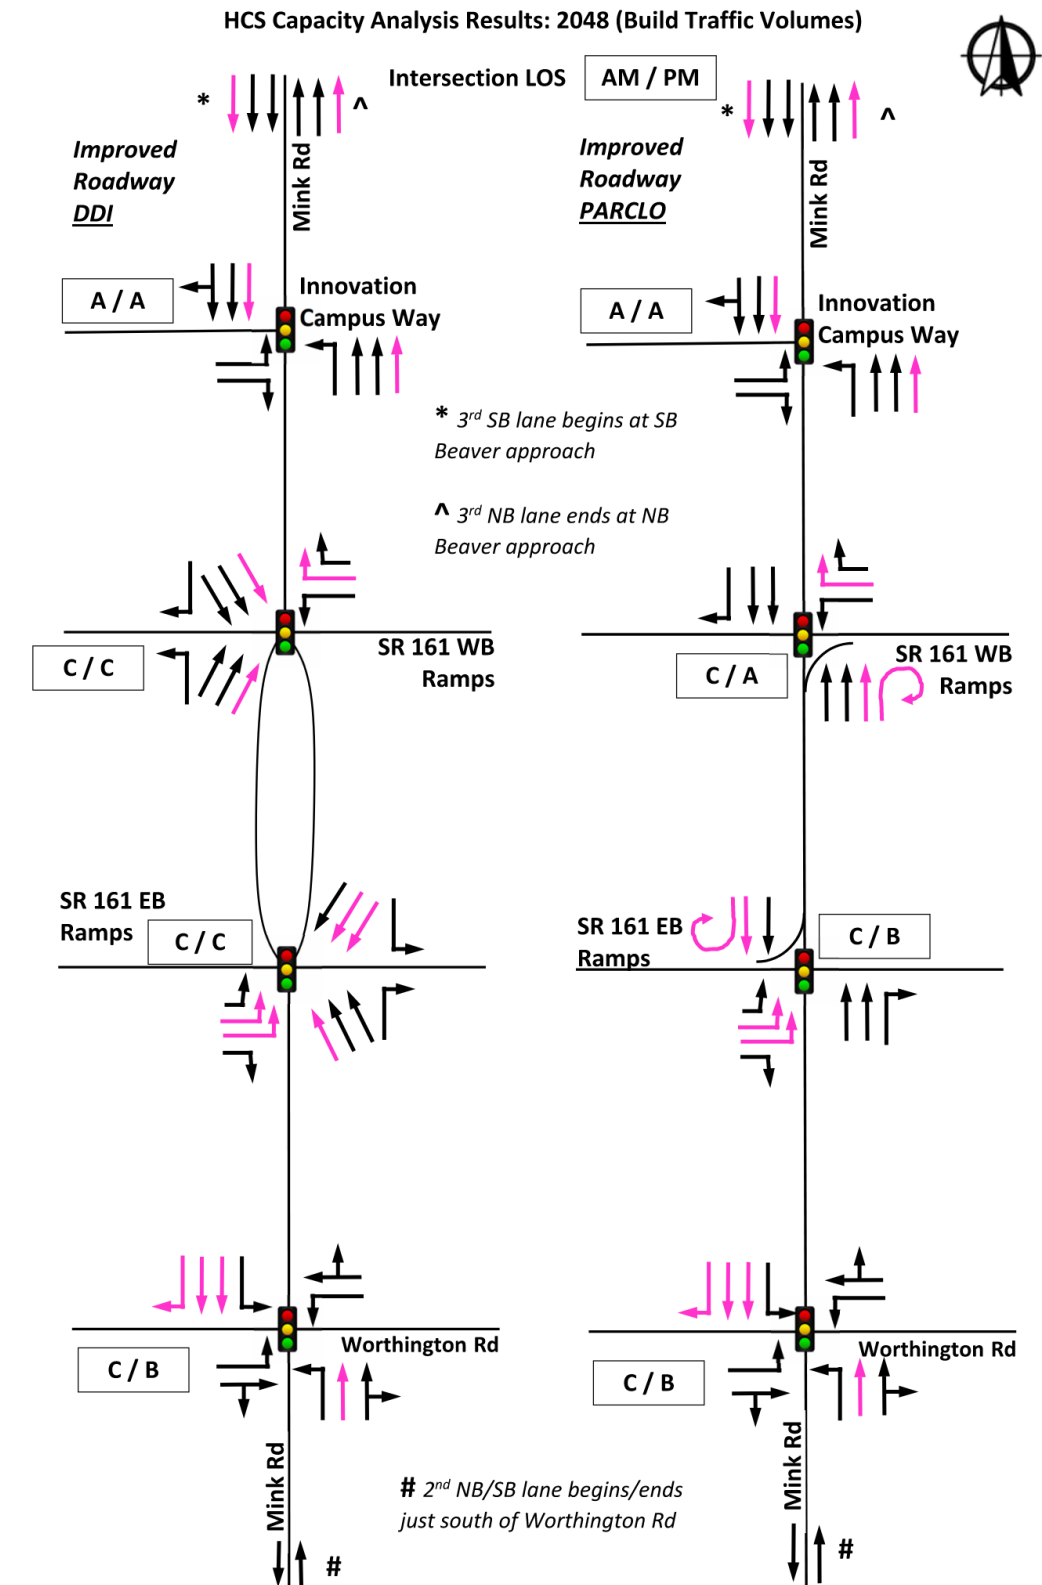 HCS Capacity Analysis Results: 2048 (Build Traffic Volumes)
Intersection LOS
AM / PM
*
^
Improved
Roadway
DDI
Mink Rd
A / A
Innovation
Campus Way
* 3rd SB lane begins at SB
Beaver approach
^ 3rd NB lane ends at NB
Beaver approach
C / C
SR 161 WB
Ramps
SR 161 EB
Ramps
C / C
C / B
Worthington Rd
Mink Rd
# 2nd NB/SB lane begins/ends
just south of Worthington Rd
#
*
^
Improved
Roadway
PARCLO
Mink Rd
A / A
Innovation
Campus Way
C / A
SR 161 WB
Ramps
SR 161 EB
Ramps
C / B
C / B
Worthington Rd
Mink Rd
#